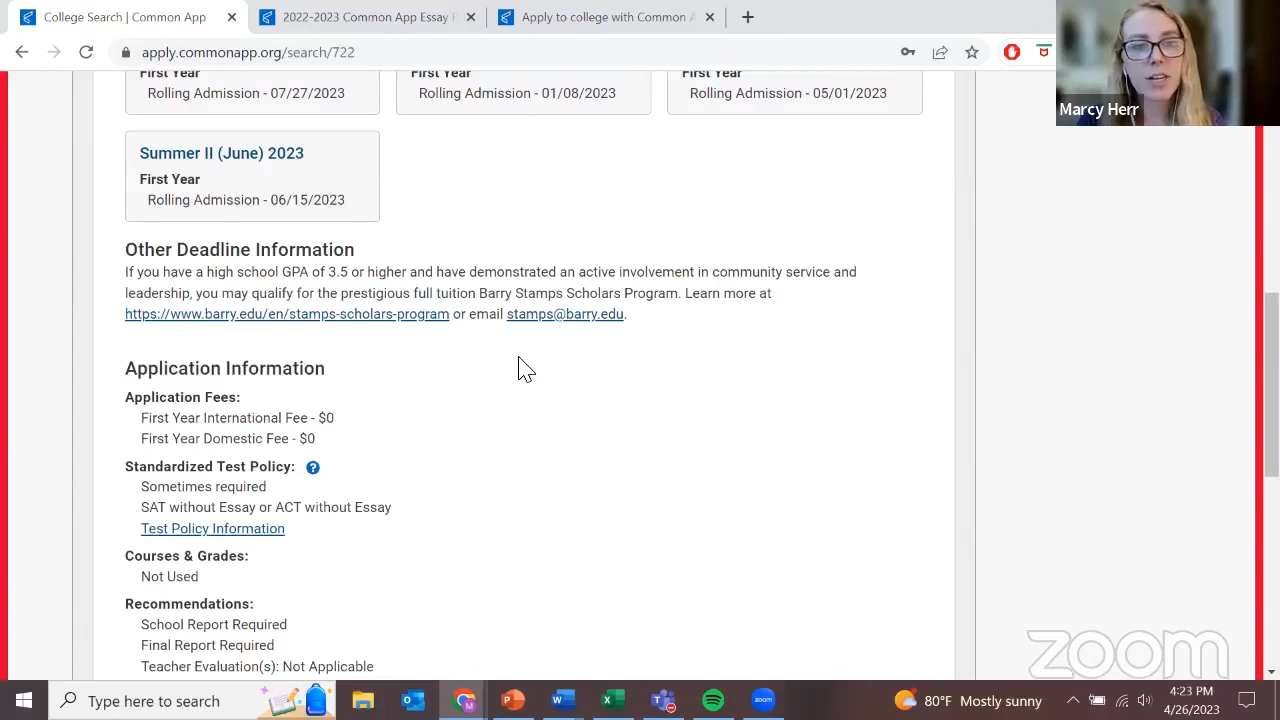 College Search | Common App
2022-2023 Common App Essay
Apply to college with Common
apply.commonapp.org/search/722
Marcy Herr
First Year
Rolling Admission - 07/27/2023
First Year
Rolling Admission - 01/08/2023
First Year
Rolling Admission - 05/01/2023
Summer II (June) 2023
First Year
Rolling Admission - 06/15/2023
Other Deadline Information
If you have a high school GPA of 3.5 or higher and have demonstrated an active involvement in community service and
leadership, you may qualify for the prestigious full tuition Barry Stamps Scholars Program. Learn more at
https://www.barry.edu/en/stamps-scholars-program or email stamps@barry.edu.
Application Information
Application Fees:
First Year International Fee - $0
First Year Domestic Fee - $0
Standardized Test Policy: ?
Sometimes required
SAT without Essay or ACT without Essay
Test Policy Information
Courses & Grades:
Not Used
Recommendations:
School Report Required
Final Report Required
Teacher Evaluation(s): Not Applicable
zoom
Type here to search
zoom
80°F Mostly sunny
4:23 PM
4/26/2023